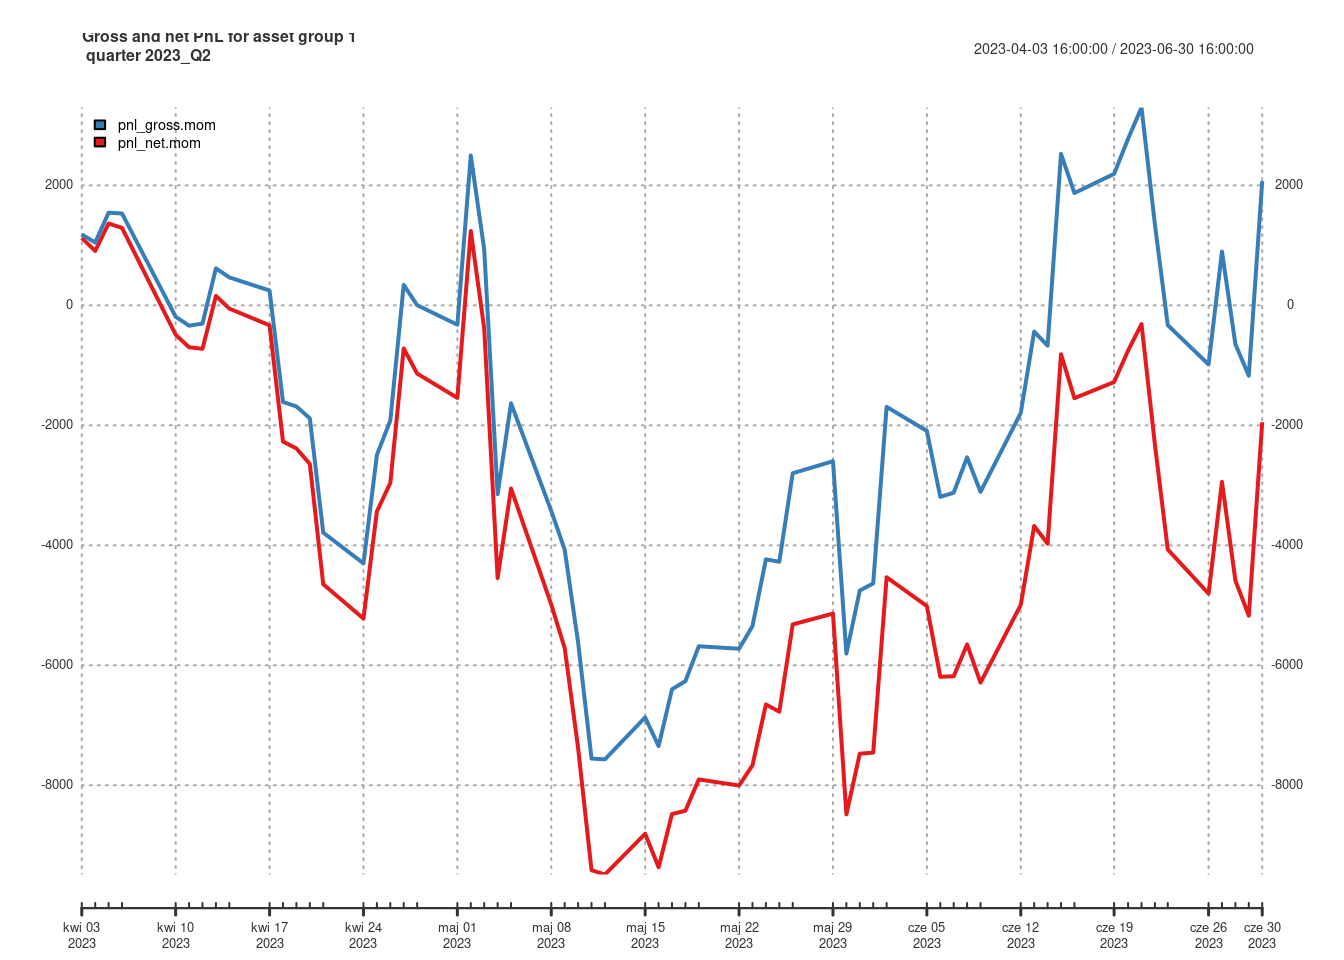 Gross and net PnL for asset group 1
quarter 2023_Q2
2023-04-03 16:00:00 / 2023-06-30 16:00:00
pnl_gross.mom
pnl_net.mom
2000 2000
0 0
-2000 -2000
-4000 -4000
-6000 -6000
-8000 -8000
kwi 03 kwi 10 kwi 17 kwi 24 maj 01 maj 08 maj 15 maj 22 maj 29 cze 05 cze 12 cze 19 cze 26 cze 30
2023 2023 2023 2023 2023 2023 2023 2023 2023 2023 2023 2023 2023 2023